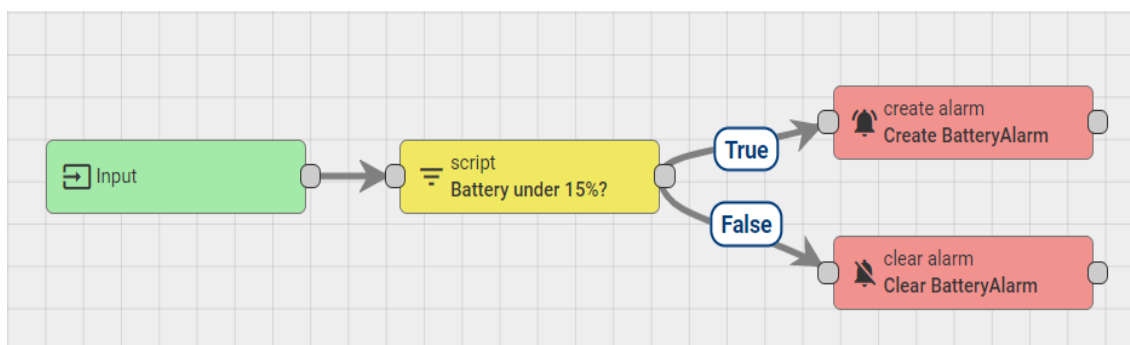 Input
script
Battery under 15%?
True
False
create alarm
Create BatteryAlarm
clear alarm
Clear BatteryAlarm